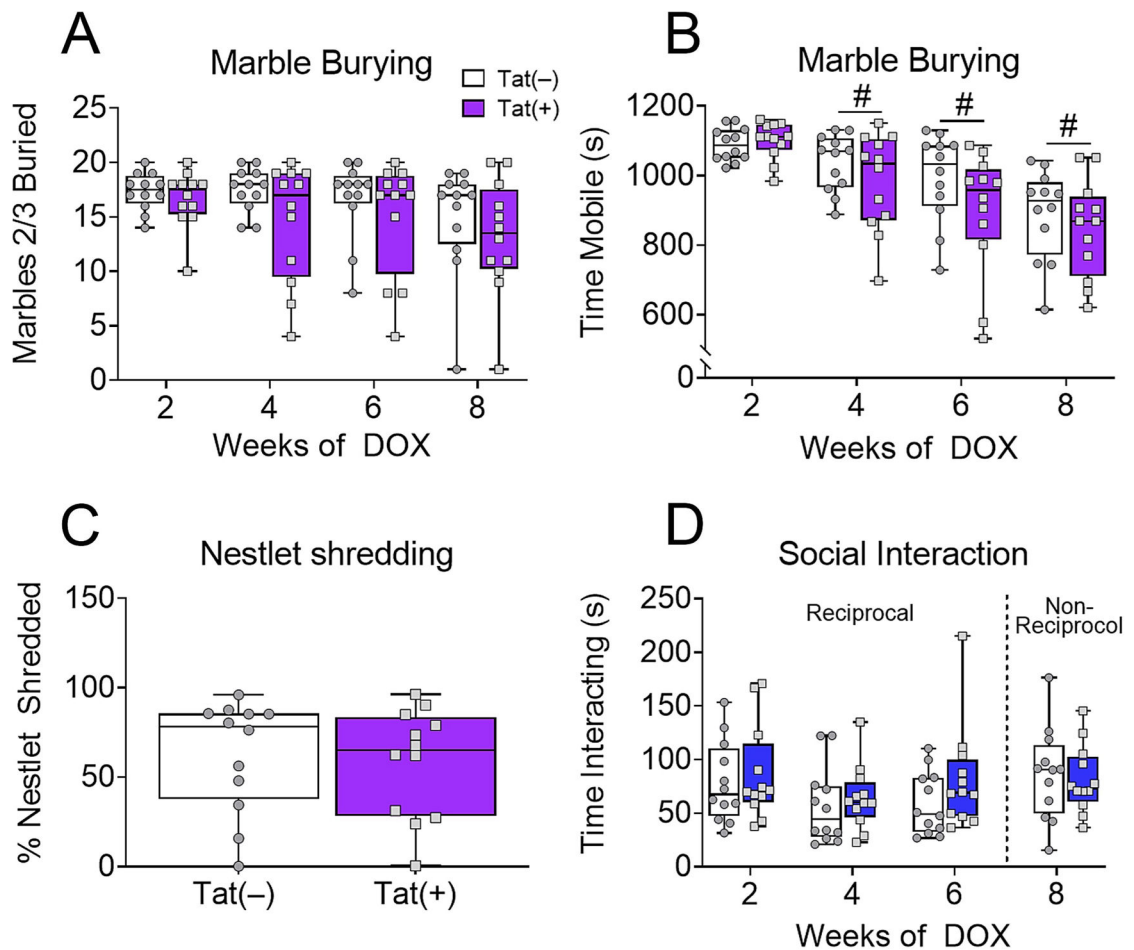 A
Marble Burying
Tat(–)
Tat(+)
Marbles 2/3 Buried
25
20
15
10
5
0
2
4
6
8
Weeks of DOX
B
Marble Burying
#
#
#
Time Mobile (s)
1200
1000
800
600
0
2
4
6
8
Weeks of DOX
C
Nestlet shredding
% Nestlet Shredded
150
100
50
0
Tat(–)
Tat(+)
D
Social Interaction
Reciprocal
Non-
Reciprocol
Time Interacting (s)
250
200
150
100
50
0
2
4
6
8
Weeks of DOX